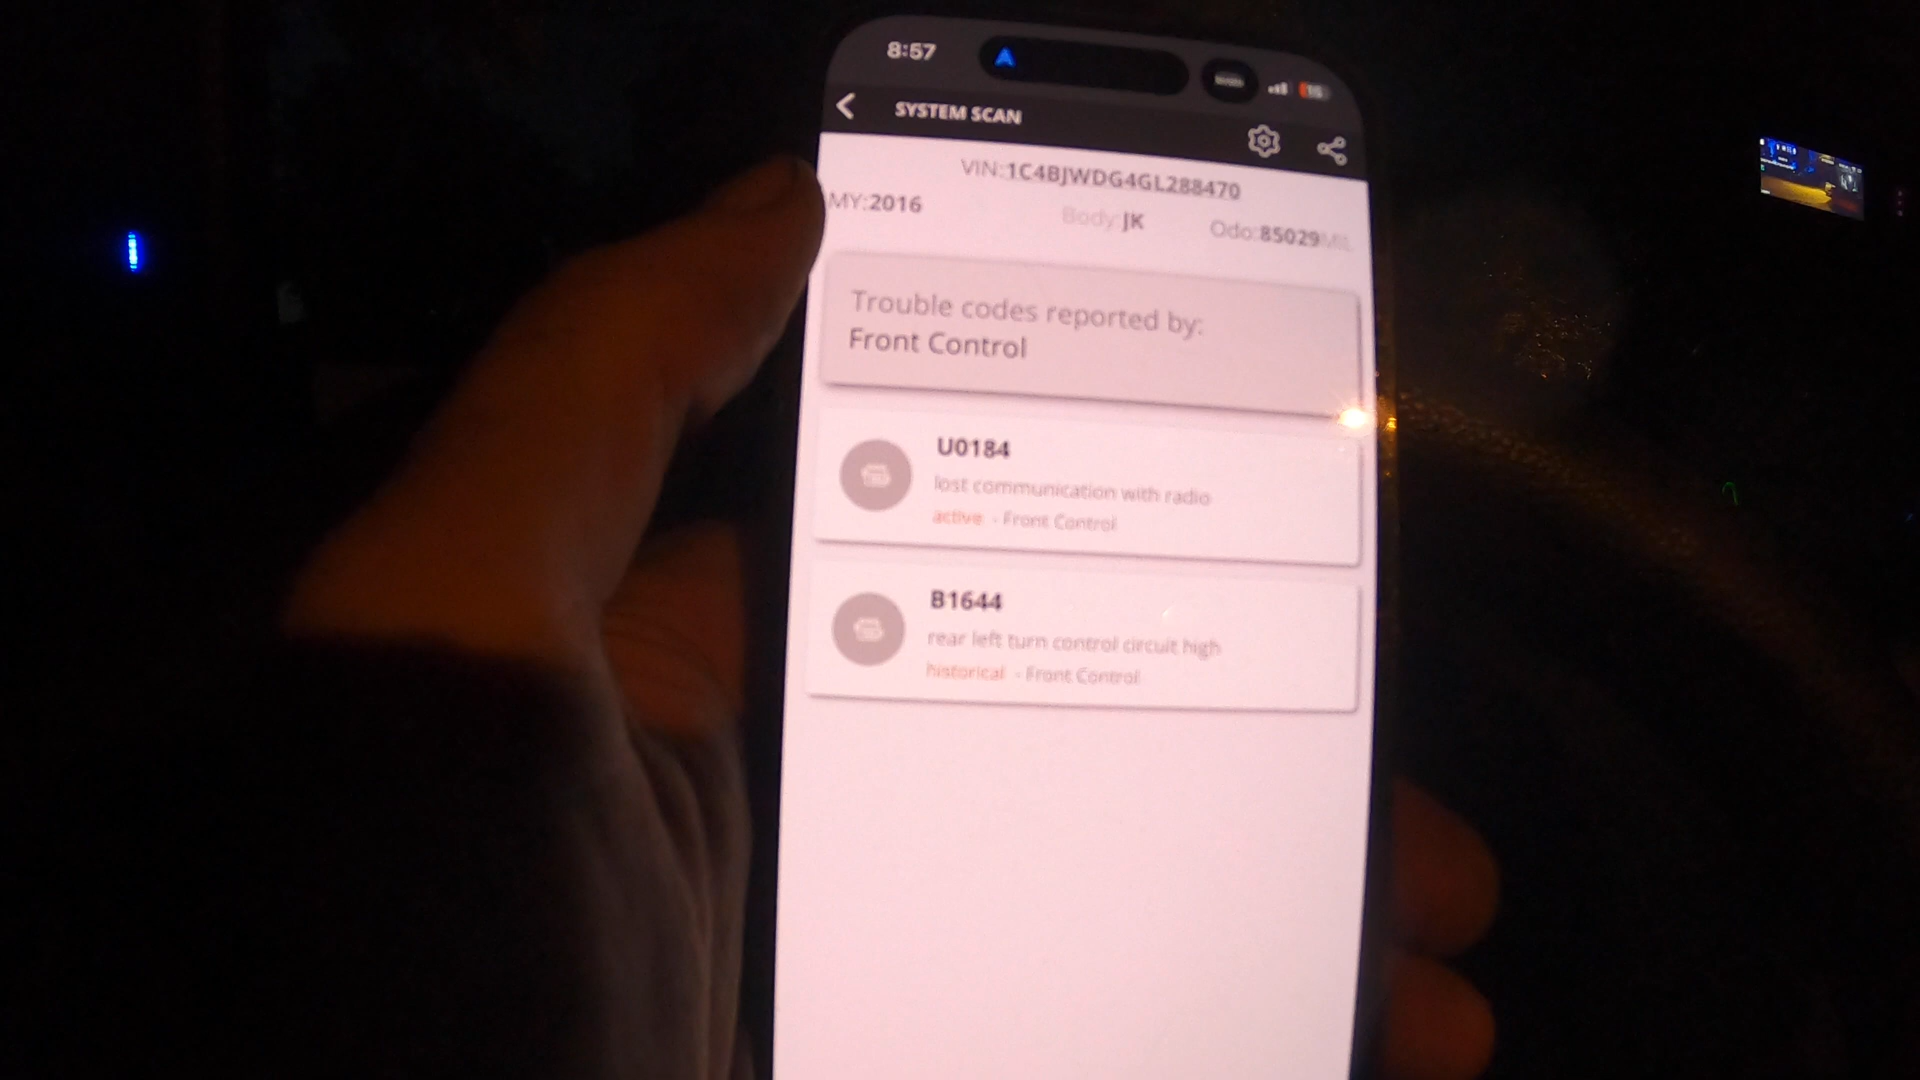 8:57
SYSTEM SCAN
VIN:1C4BJWDG4GL288470
MY:2016 Body:JK Odo:85029MIL
Trouble codes reported by:
Front Control
U0184
lost communication with radio
active - Front Control
B1644
rear left turn control circuit high
historical - Front Control